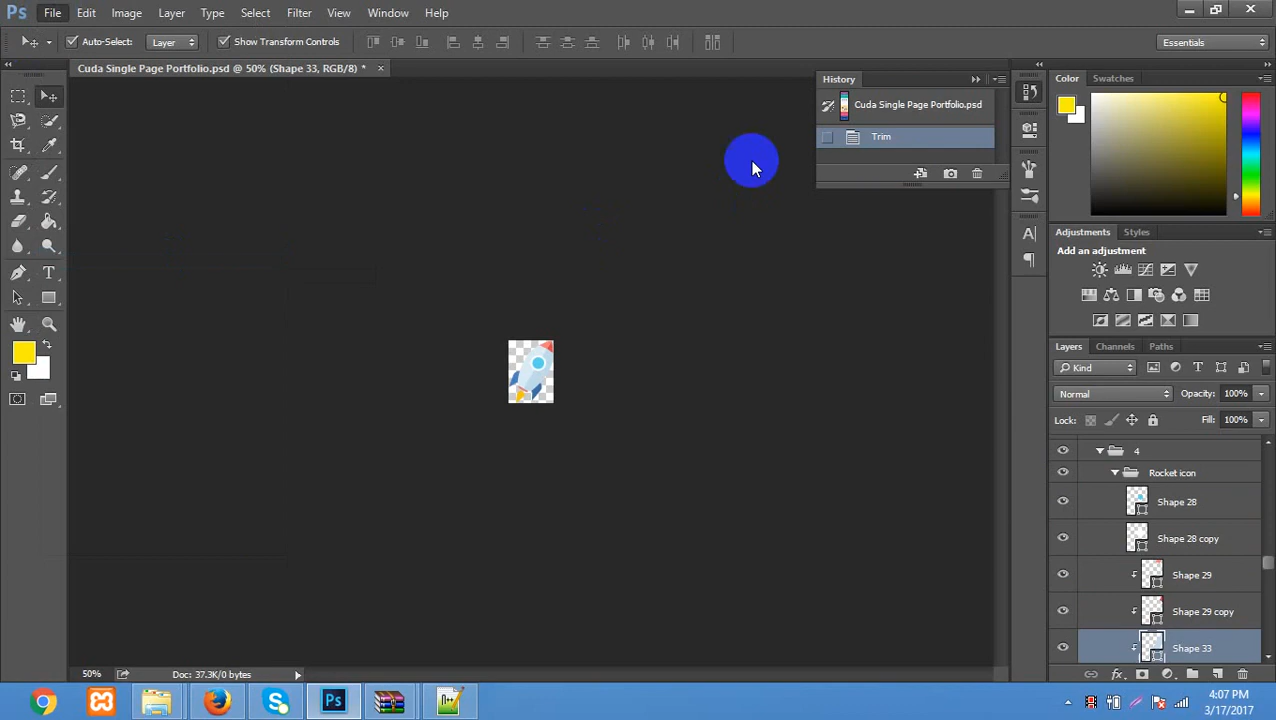 Ps File Edit Image Layer Type Select Filter 3D View Window Help
Auto-Select: Layer Show Transform Controls Essentials
Cuda Single Page Portfolio.psd @ 50% (Shape 33, RGB/8) *
History
Cuda Single Page Portfolio.psd
Trim
Color Swatches
Adjustments Styles
Add an adjustment
Layers Channels Paths
Kind
Normal Opacity: 100%
Lock: Fill: 100%
4
Rocket icon
Shape 28
Shape 28 copy
Shape 29
Shape 29 copy
Shape 33
50% Doc: 37.3K/0 bytes
4:07 PM
3/17/2017